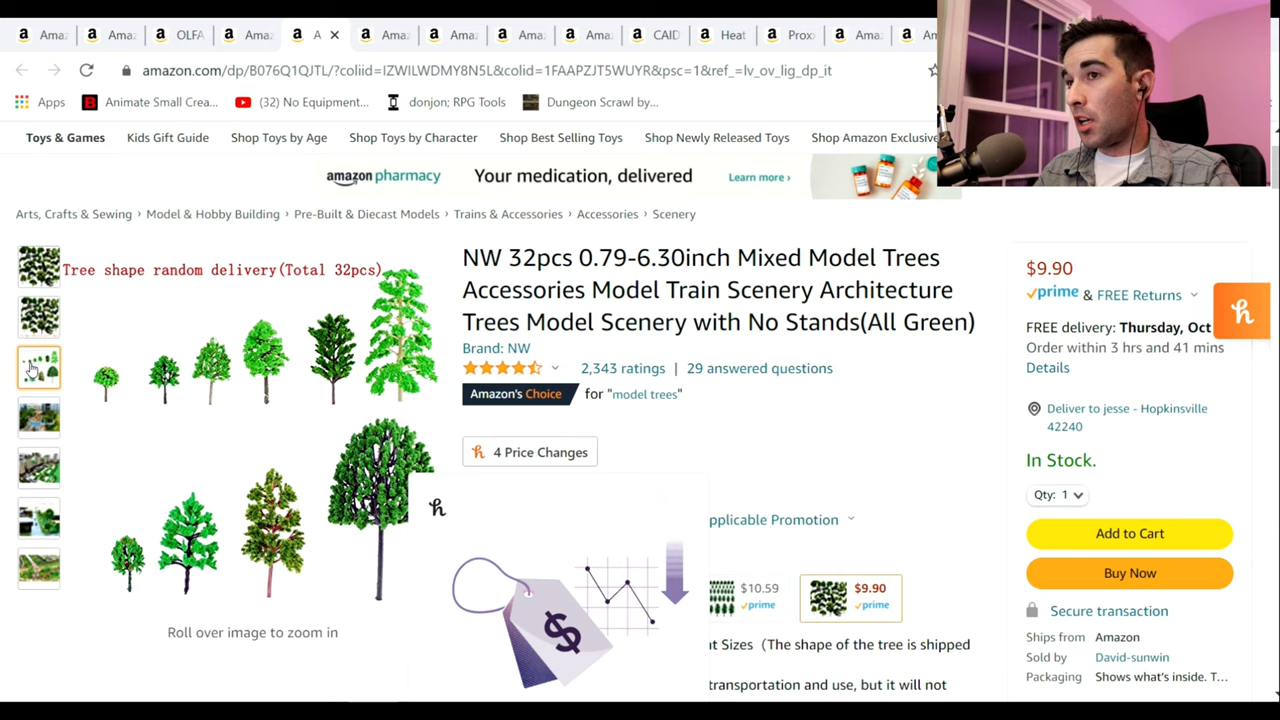 Amaz
Amaz
OLFA
Amaz
A
Amaz
Amaz
Amaz
Amaz
CAID
Heat
Prox
Amaz
Am
amazon.com/dp/B076Q1QJTL/?coliid=IZWILWDMY8N5L&colid=1FAAPZJT5WUYR&psc=1&ref_=lv_ov_lig_dp_it
Apps
Animate Small Crea...
(32) No Equipment...
donjon; RPG Tools
Dungeon Scrawl by...
Toys & Games
Kids Gift Guide
Shop Toys by Age
Shop Toys by Character
Shop Best Selling Toys
Shop Newly Released Toys
Shop Amazon Exclusive
amazon pharmacy
Your medication, delivered
Learn more ›
Arts, Crafts & Sewing › Model & Hobby Building › Pre-Built & Diecast Models › Trains & Accessories › Accessories › Scenery
Tree shape random delivery(Total 32pcs)
Roll over image to zoom in
NW 32pcs 0.79-6.30inch Mixed Model Trees
Accessories Model Train Scenery Architecture
Trees Model Scenery with No Stands(All Green)
Brand: NW
2,343 ratings | 29 answered questions
Amazon's Choice for "model trees"
4 Price Changes
pplicable Promotion
$10.59
prime
$9.90
prime
t Sizes（The shape of the tree is shipped
transportation and use, but it will not
$
$9.90
prime & FREE Returns
FREE delivery: Thursday, Oct
Order within 3 hrs and 41 mins
Details
Deliver to jesse - Hopkinsville
42240
In Stock.
Qty: 1
Add to Cart
Buy Now
Secure transaction
Ships from Amazon
Sold by David-sunwin
Packaging Shows what's inside. T...